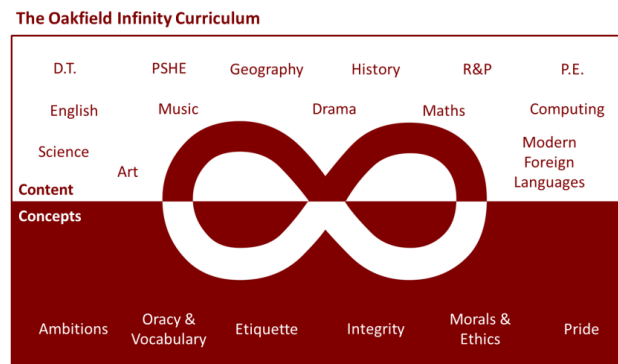 The Oakfield Infinity Curriculum
D.T. PSHE Geography History R&P P.E.
English Music Drama Maths Computing
Science
Art
Modern
Foreign
Languages
Content
Concepts
Ambitions
Oracy &
Vocabulary
Etiquette
Integrity
Morals &
Ethics
Pride